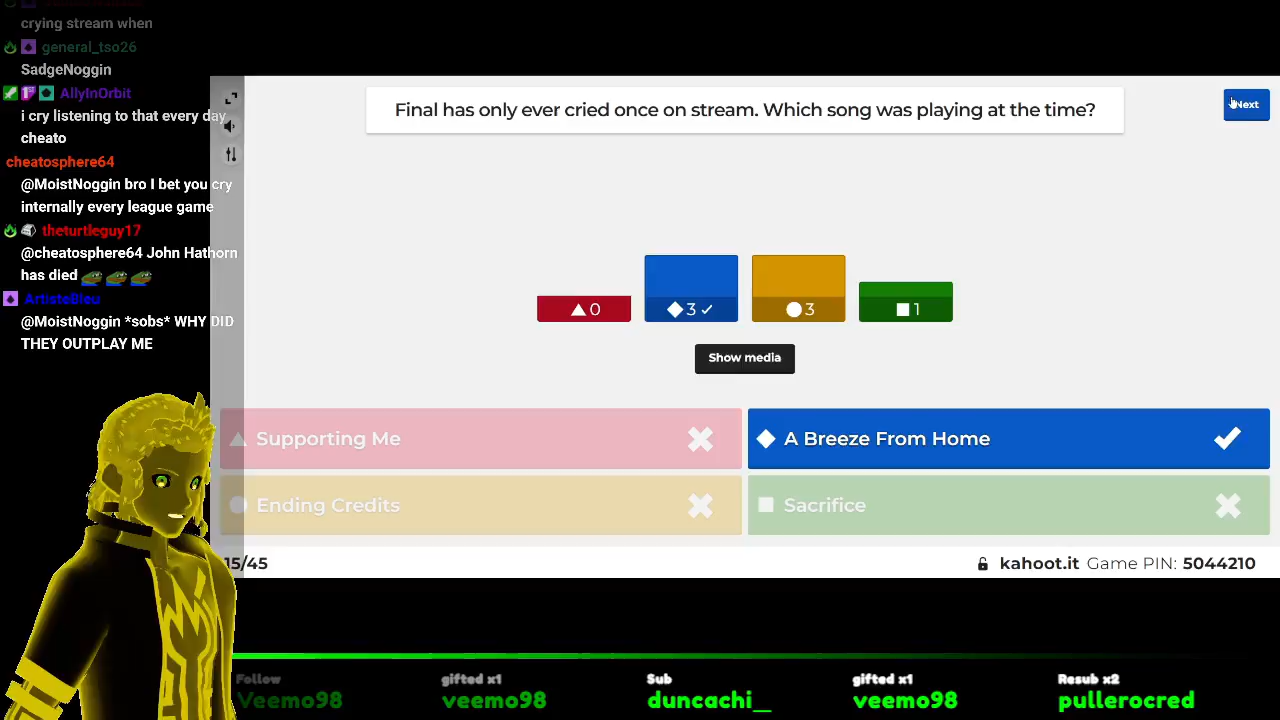 crying stream when
general_tso26
SadgeNoggin
AllyInOrbit
i cry listening to that every day
cheato
cheatosphere64
@MoistNoggin bro I bet you cry
internally every league game
theturtleguy17
@cheatosphere64 John Hathorn
has died
ArtisteBleu
@MoistNoggin *sobs* WHY DID
THEY OUTPLAY ME
Final has only ever cried once on stream. Which song was playing at the time?
Next
0
3
3
1
Show media
Supporting Me
A Breeze From Home
Ending Credits
Sacrifice
15/45
kahoot.it Game PIN: 5044210
Follow
Veemo98
gifted x1
veemo98
Sub
duncachi__
gifted x1
veemo98
Resub x2
pullerocred